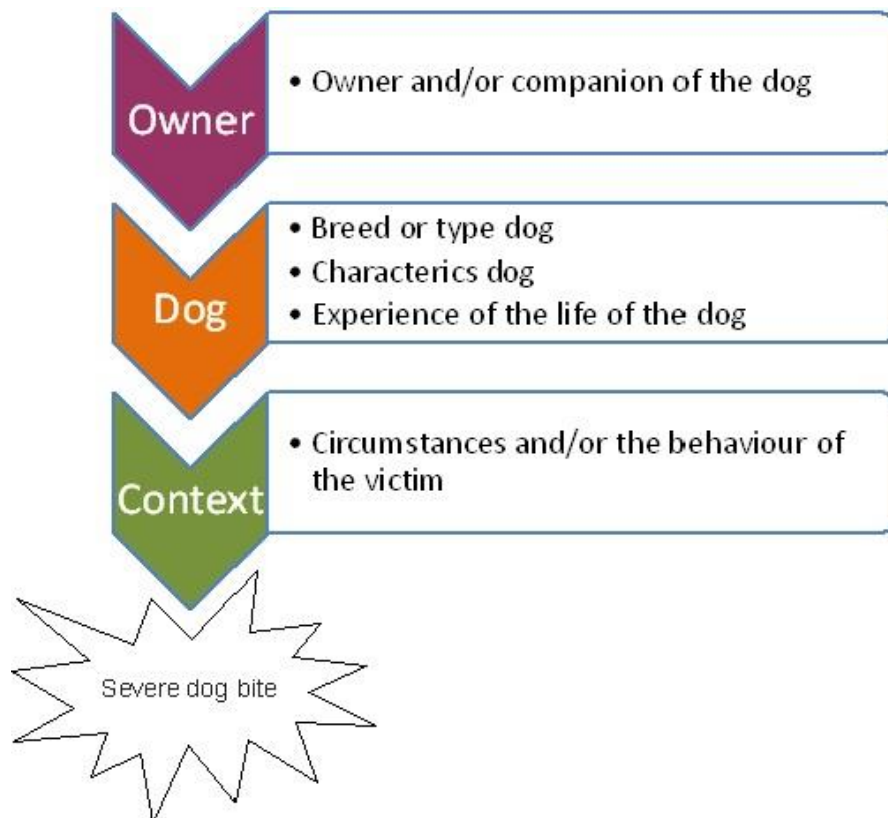 Owner
• Owner and/or companion of the dog
Dog
• Breed or type dog
• Characterics dog
• Experience of the life of the dog
Context
• Circumstances and/or the behaviour of
the victim
Severe dog bite